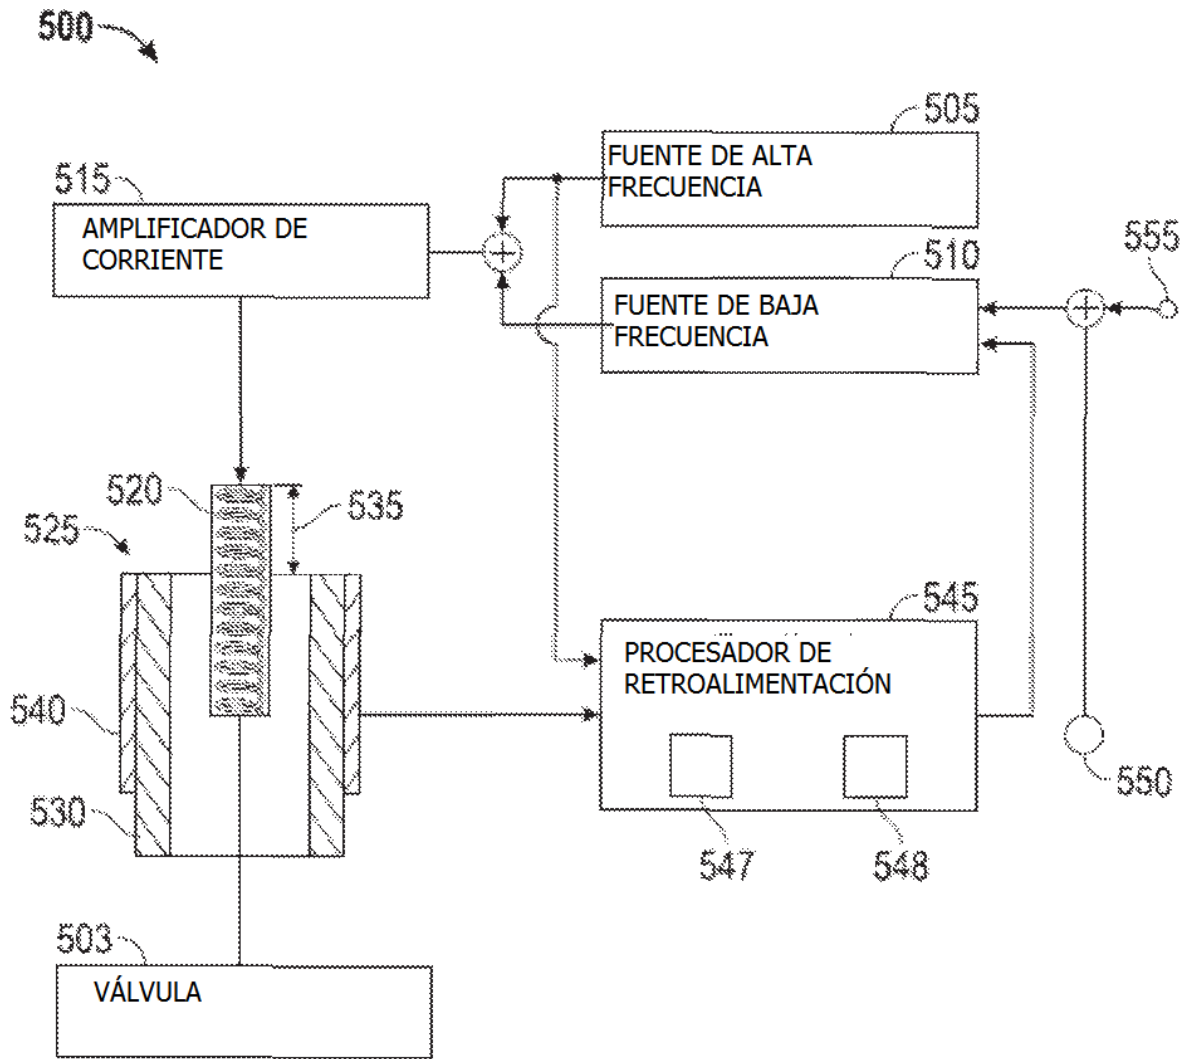 500
505
FUENTE DE ALTA
FRECUENCIA
515
AMPLIFICADOR DE
CORRIENTE
+
510
FUENTE DE BAJA
FRECUENCIA
+
555
520
535
525
545
PROCESADOR DE
RETROALIMENTACIÓN
540
530
550
547
548
503
VÁLVULA